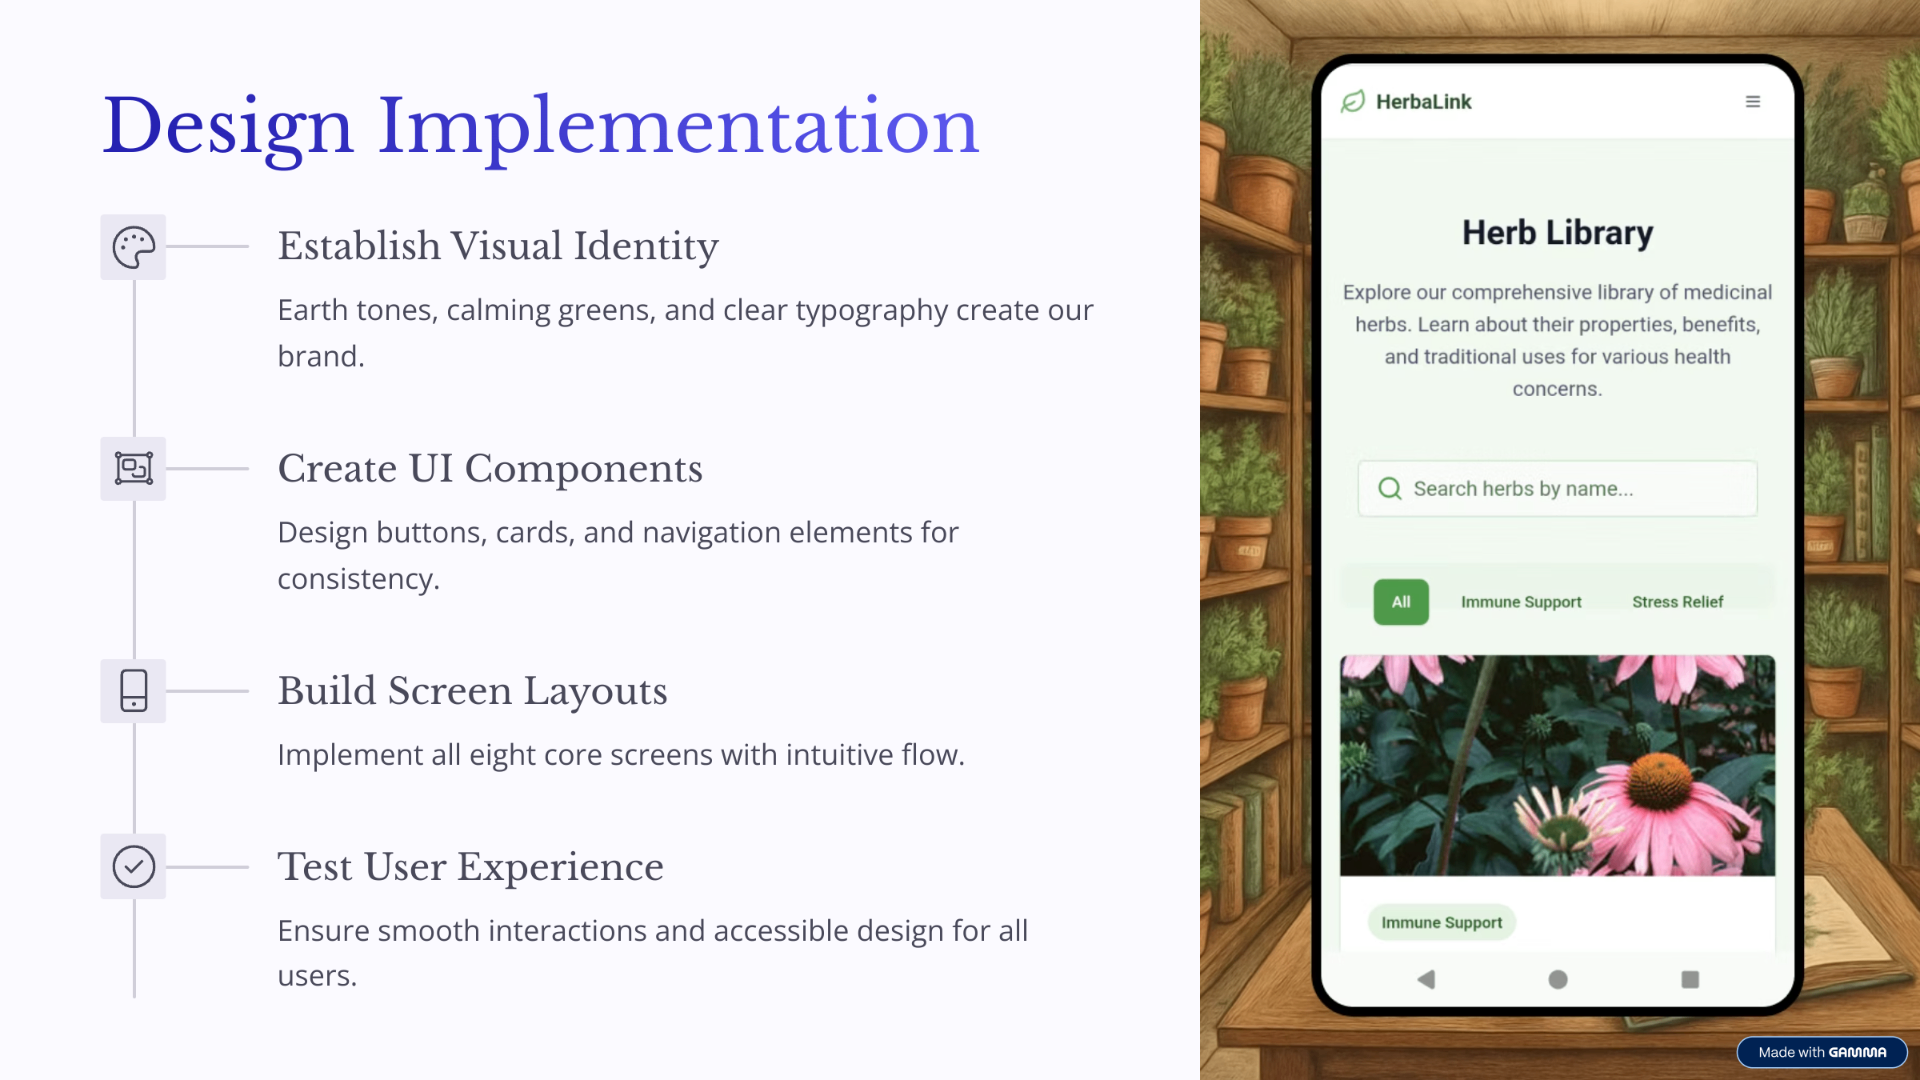 Design Implementation
Establish Visual Identity
Earth tones, calming greens, and clear typography create our
brand.
Create UI Components
Design buttons, cards, and navigation elements for
consistency.
Build Screen Layouts
Implement all eight core screens with intuitive flow.
Test User Experience
Ensure smooth interactions and accessible design for all
users.
HerbaLink
Herb Library
Explore our comprehensive library of medicinal
herbs. Learn about their properties, benefits,
and traditional uses for various health
concerns.
Search herbs by name...
All Immune Support Stress Relief
Immune Support
Made with GAMMA